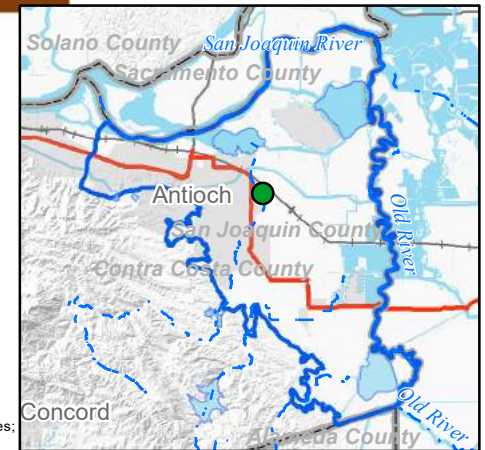 Solano County
San Joaquin River
Sacramento County
Antioch
San Joaquin County
Old River
Contra Costa County
es;
Concord
Old River
Alameda County